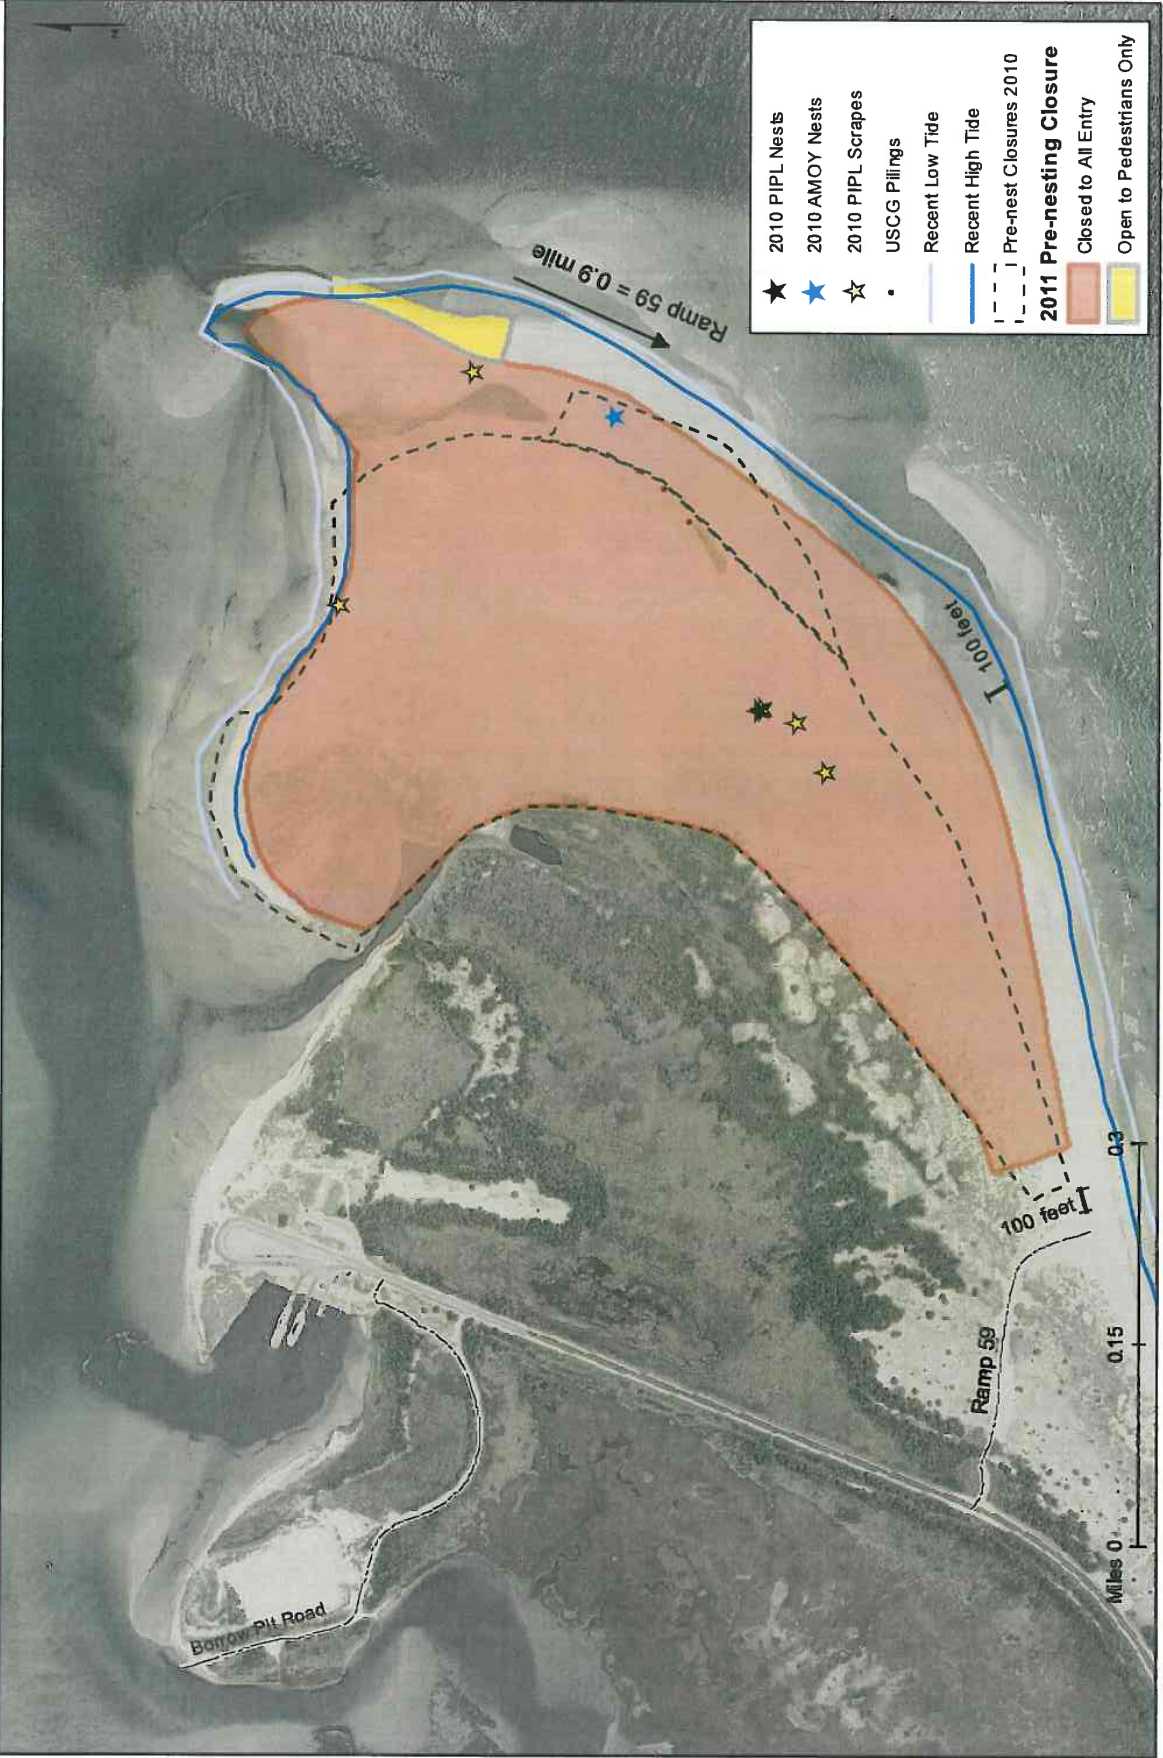 Z
Ramp 59 = 0.9 mile
100 feet
100 feet
Ramp 59
Borrow Pit Road
Miles 0 0.15 0.3
2010 PIPL Nests
2010 AMOY Nests
2010 PIPL Scrapes
USCG Pilings
Recent Low Tide
Recent High Tide
Pre-nest Closures 2010
2011 Pre-nesting Closure
Closed to All Entry
Open to Pedestrians Only